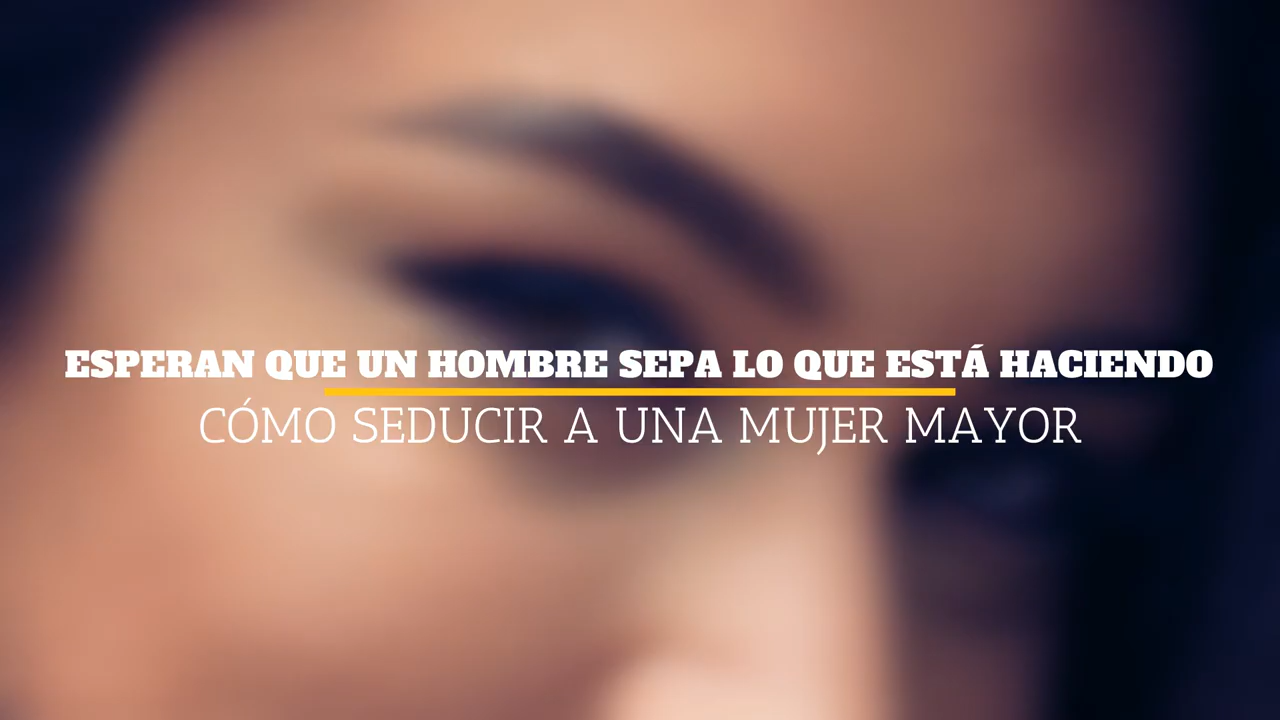 ESPERAN QUE UN HOMBRE SEPA LO QUE ESTÁ HACIENDO
CÓMO SEDUCIR A UNA MUJER MAYOR